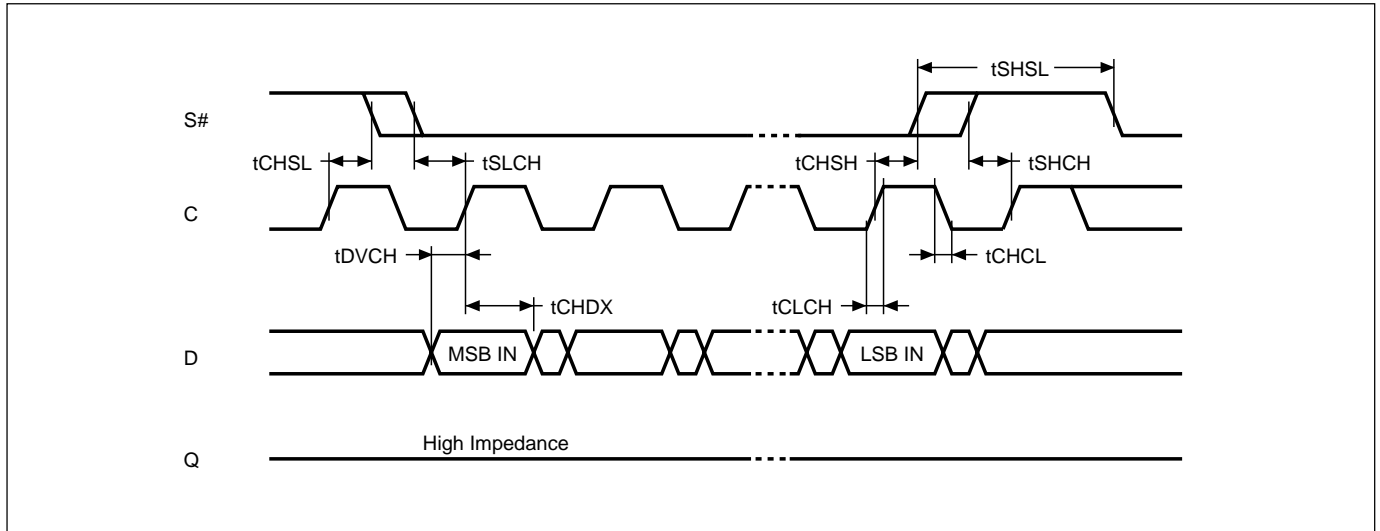 tSHSL
S#
tCHSL
tSLCH
tCHSH
tSHCH
C
tDVCH
tCHCL
tCHDX
tCLCH
D
MSB IN
LSB IN
High Impedance
Q